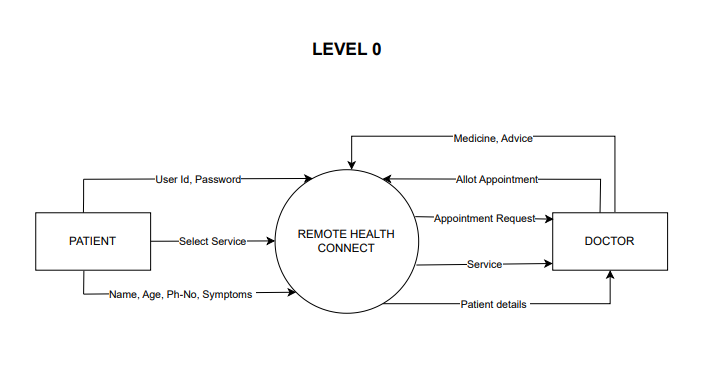 LEVEL 0
Medicine, Advice
User Id, Password
Allot Appointment
Appointment Request
PATIENT
Select Service
REMOTE HEALTH
CONNECT
DOCTOR
Service
Name, Age, Ph-No, Symptoms
Patient details